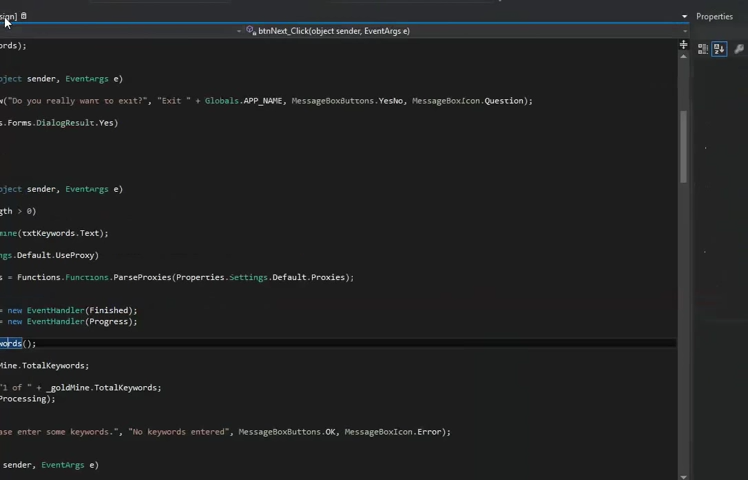 sign]
Properties
btnNext_Click(object sender, EventArgs e)
ords);
oject sender, EventArgs e)
w("Do you really want to exit?", "Exit " + Globals.APP_NAME, MessageBoxButtons.YesNo, MessageBoxIcon.Question);
s.Forms.DialogResult.Yes)
oject sender, EventArgs e)
gth > 0)
mine(txtKeywords.Text);
ngs.Default.UseProxy)
s = Functions.Functions.ParseProxies(Properties.Settings.Default.Proxies);
= new EventHandler(Finished);
= new EventHandler(Progress);
words();
Mine.TotalKeywords;
"1 of " + _goldMine.TotalKeywords;
Processing);
ase enter some keywords.", "No keywords entered", MessageBoxButtons.OK, MessageBoxIcon.Error);
sender, EventArgs e)